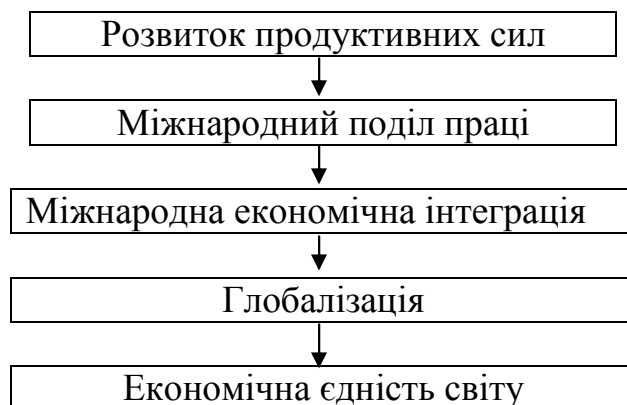 Розвиток продуктивних сил
Міжнародний поділ праці
Міжнародна економічна інтеграція
Глобалізація
Економічна єдність світу